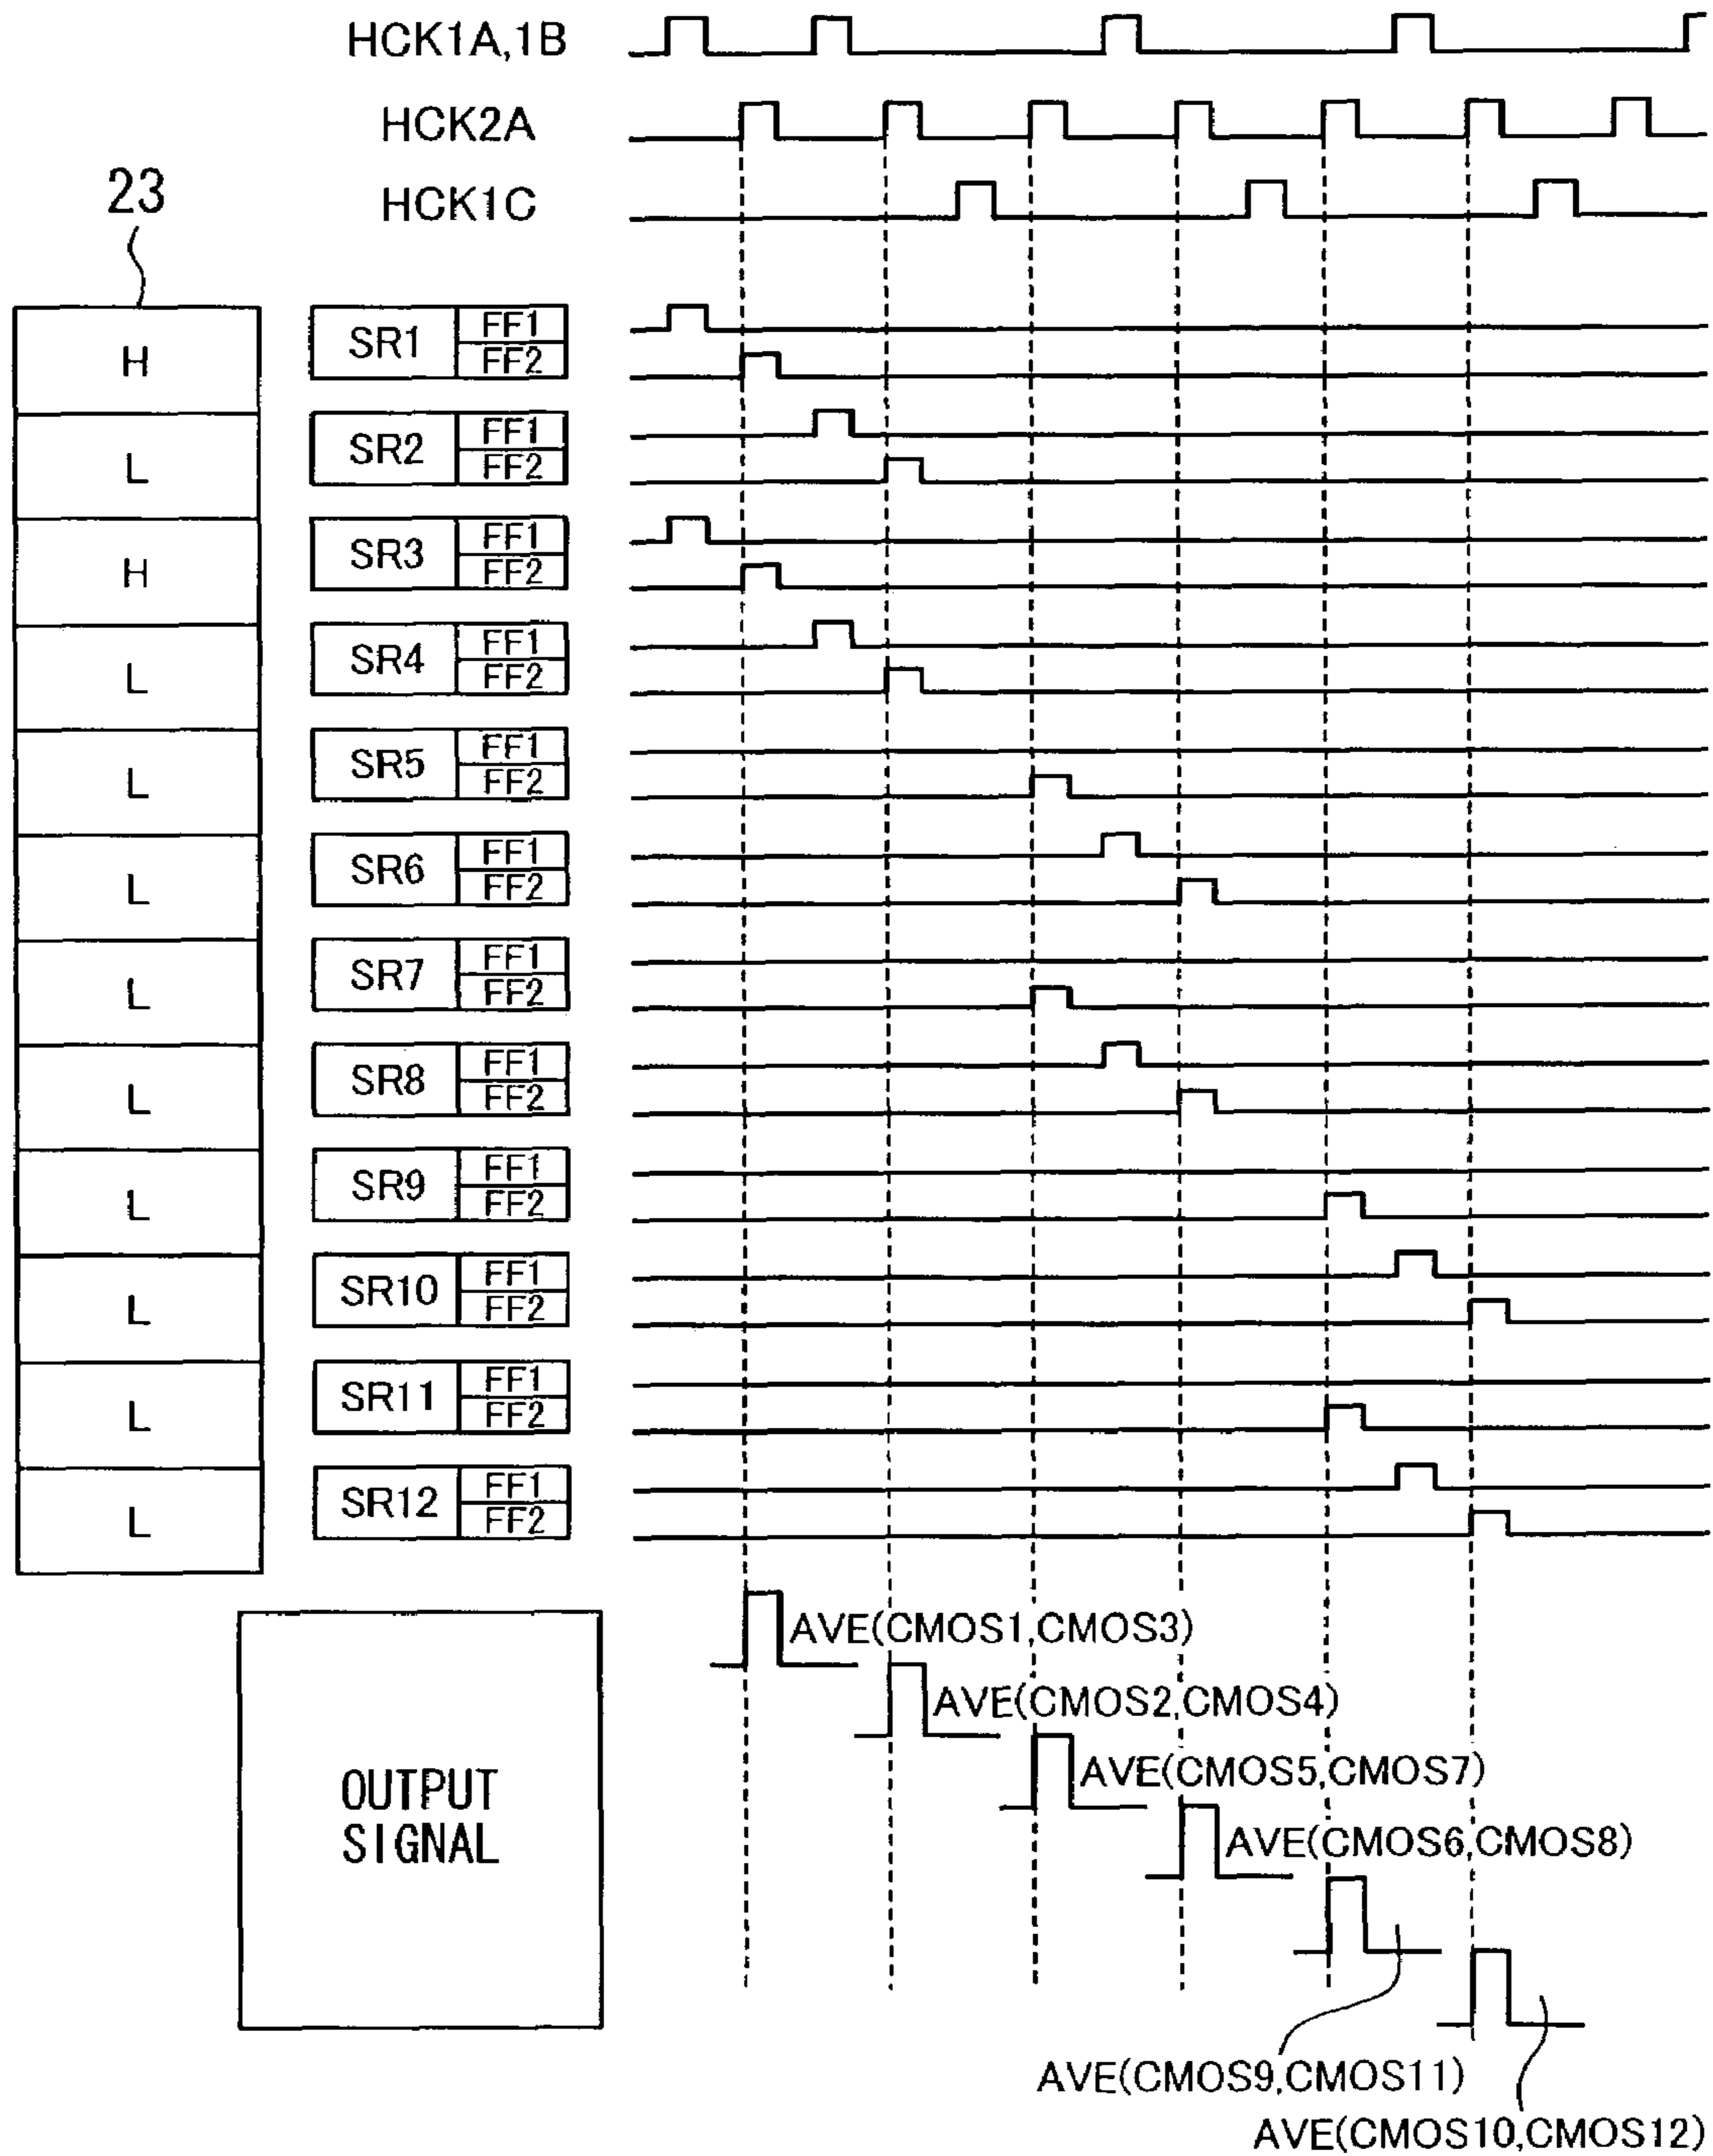 HCK1A,1B
HCK2A
HCK1C
23
H
SR1
FF1
FF2
L
SR2
FF1
FF2
H
SR3
FF1
FF2
L
SR4
FF1
FF2
L
SR5
FF1
FF2
L
SR6
FF1
FF2
L
SR7
FF1
FF2
L
SR8
FF1
FF2
L
SR9
FF1
FF2
L
SR10
FF1
FF2
L
SR11
FF1
FF2
L
SR12
FF1
FF2
OUTPUT
SIGNAL
AVE(CMOS1,CMOS3)
AVE(CMOS2,CMOS4)
AVE(CMOS5,CMOS7)
AVE(CMOS6,CMOS8)
AVE(CMOS9,CMOS11)
AVE(CMOS10,CMOS12)